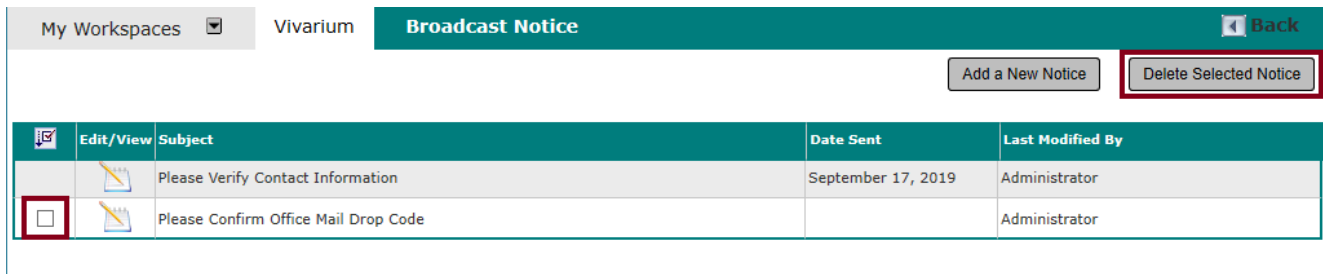 My Workspaces Vivarium Broadcast Notice Back
Add a New Notice Delete Selected Notice
Edit/View Subject Date Sent Last Modified By
Please Verify Contact Information September 17, 2019 Administrator
Please Confirm Office Mail Drop Code Administrator